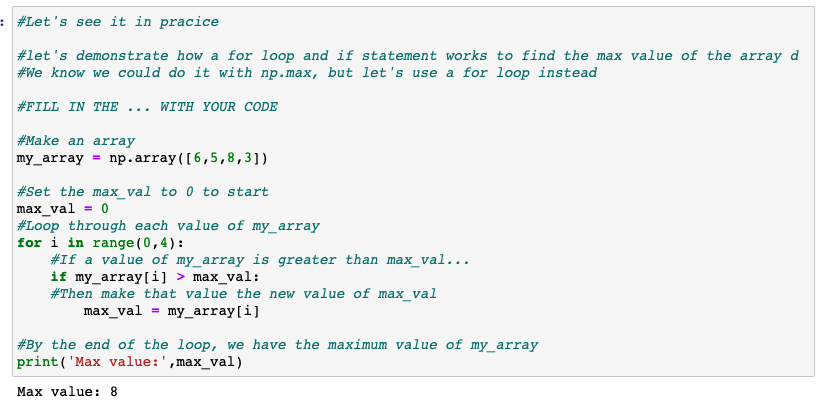 :
#Let's see it in pracice
#let's demonstrate how a for loop and if statement works to find the max value of the array d
#We know we could do it with np.max, but let's use a for loop instead
#FILL IN THE ... WITH YOUR CODE
#Make an array
my_array = np.array([6,5,8,3])
#Set the max_val to 0 to start
max_val = 0
#Loop through each value of my_array
for i in range(0,4):
    #If a value of my_array is greater than max_val...
    if my_array[i] > max_val:
    #Then make that value the new value of max_val
        max_val = my_array[i]
#By the end of the loop, we have the maximum value of my_array
print('Max value:',max_val)
Max value: 8